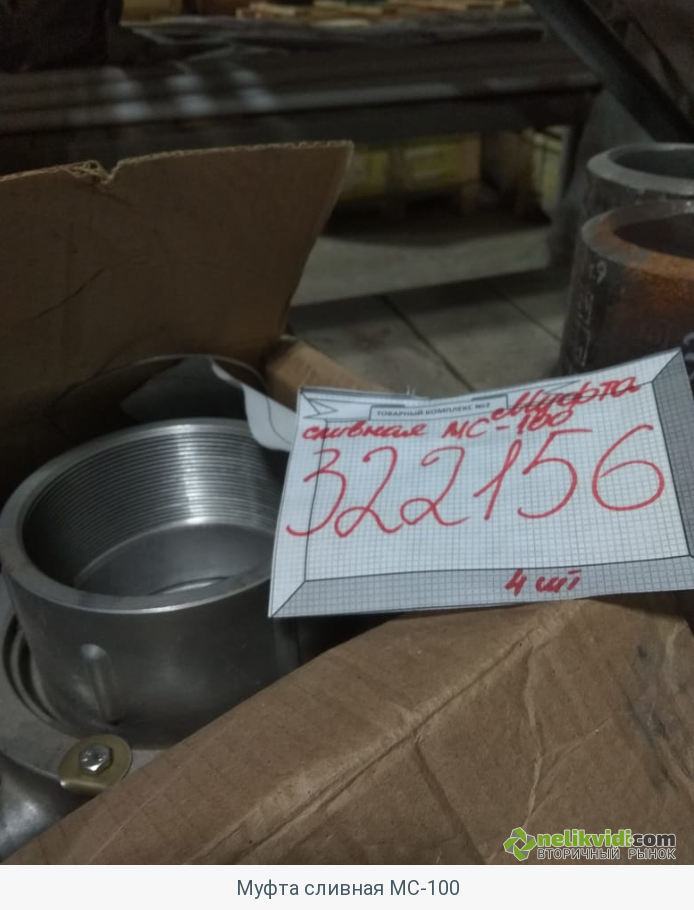 ТОВАРНЫЙ КОМПЛЕКС №2
Муфта
сливная МС-100
322156
4 шт
nelikvidi.com
ВТОРИЧНЫЙ РЫНОК
Муфта сливная МС-100